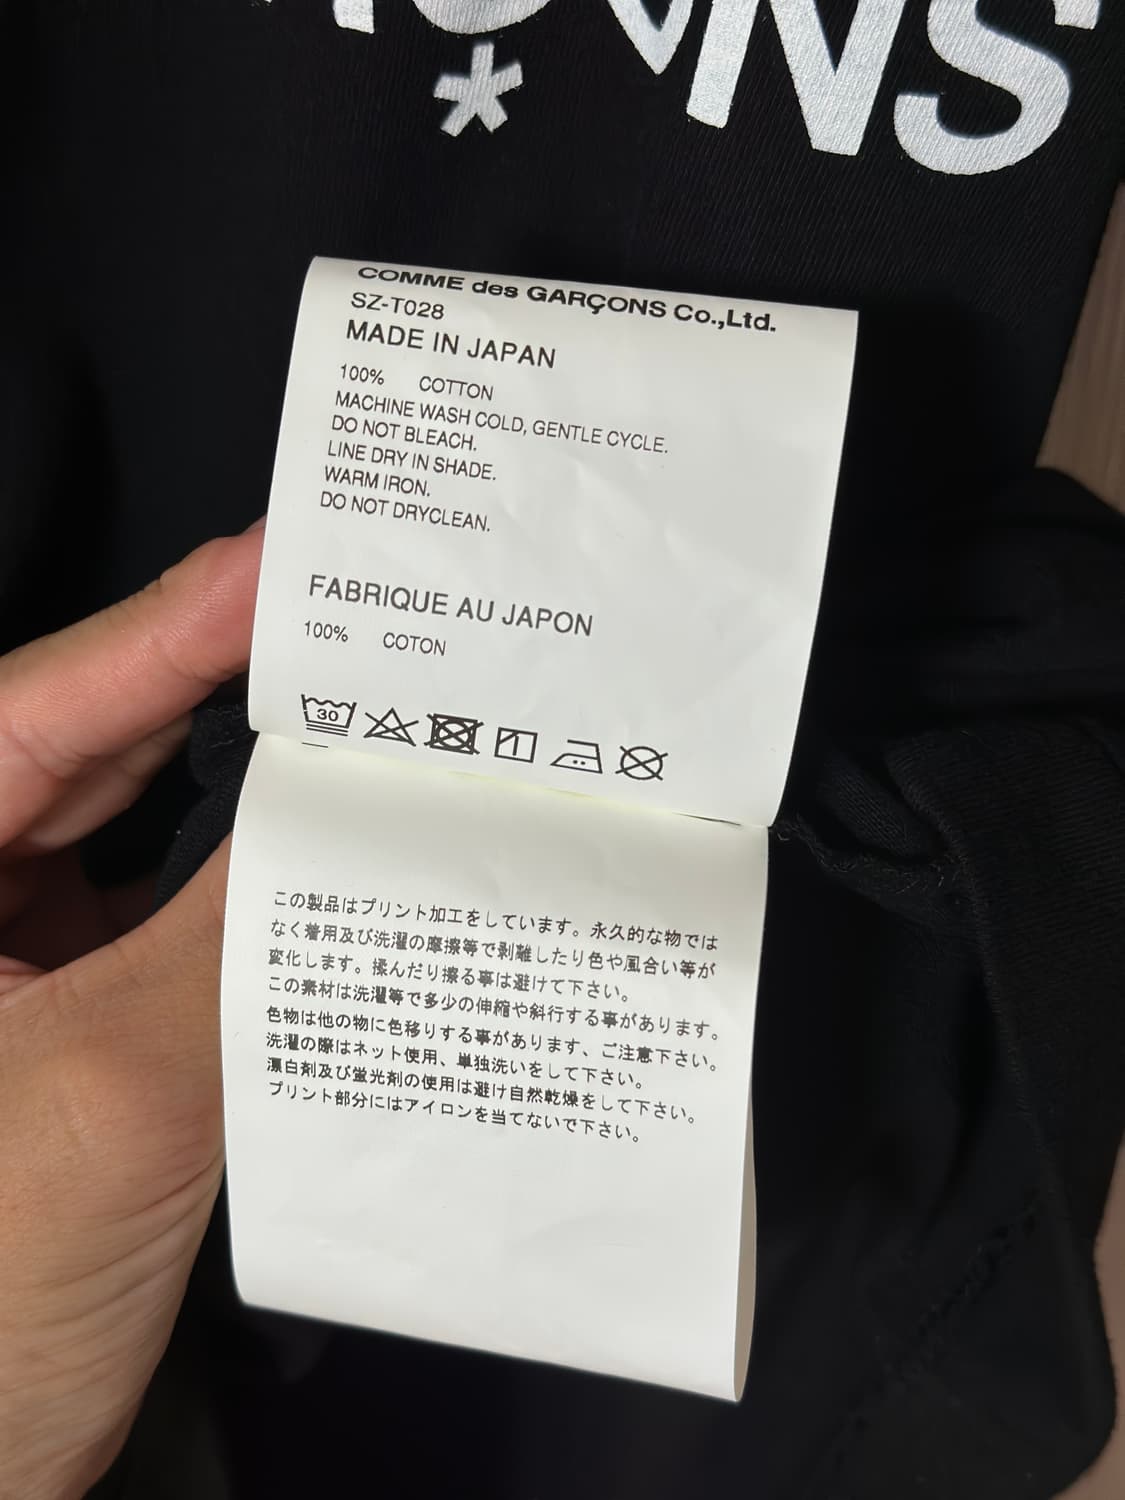 NS
*
COMME des GARÇONS Co.,Ltd.
SZ-T028
MADE IN JAPAN
100% COTTON
MACHINE WASH COLD, GENTLE CYCLE.
DO NOT BLEACH.
LINE DRY IN SHADE.
WARM IRON.
DO NOT DRYCLEAN.
FABRIQUE AU JAPON
100% COTON
30
この製品はプリント加工をしています。永久的な物では
なく着用及び洗濯の摩擦等で剥離したり色や風合い等が
変化します。揉んだり擦る事は避けて下さい。
この素材は洗濯等で多少の伸縮や斜行する事があります。
色物は他の物に色移りする事があります、ご注意下さい。
洗濯の際はネット使用、単独洗いをして下さい。
漂白剤及び蛍光剤の使用は避け自然乾燥をして下さい。
プリント部分にはアイロンを当てないで下さい。